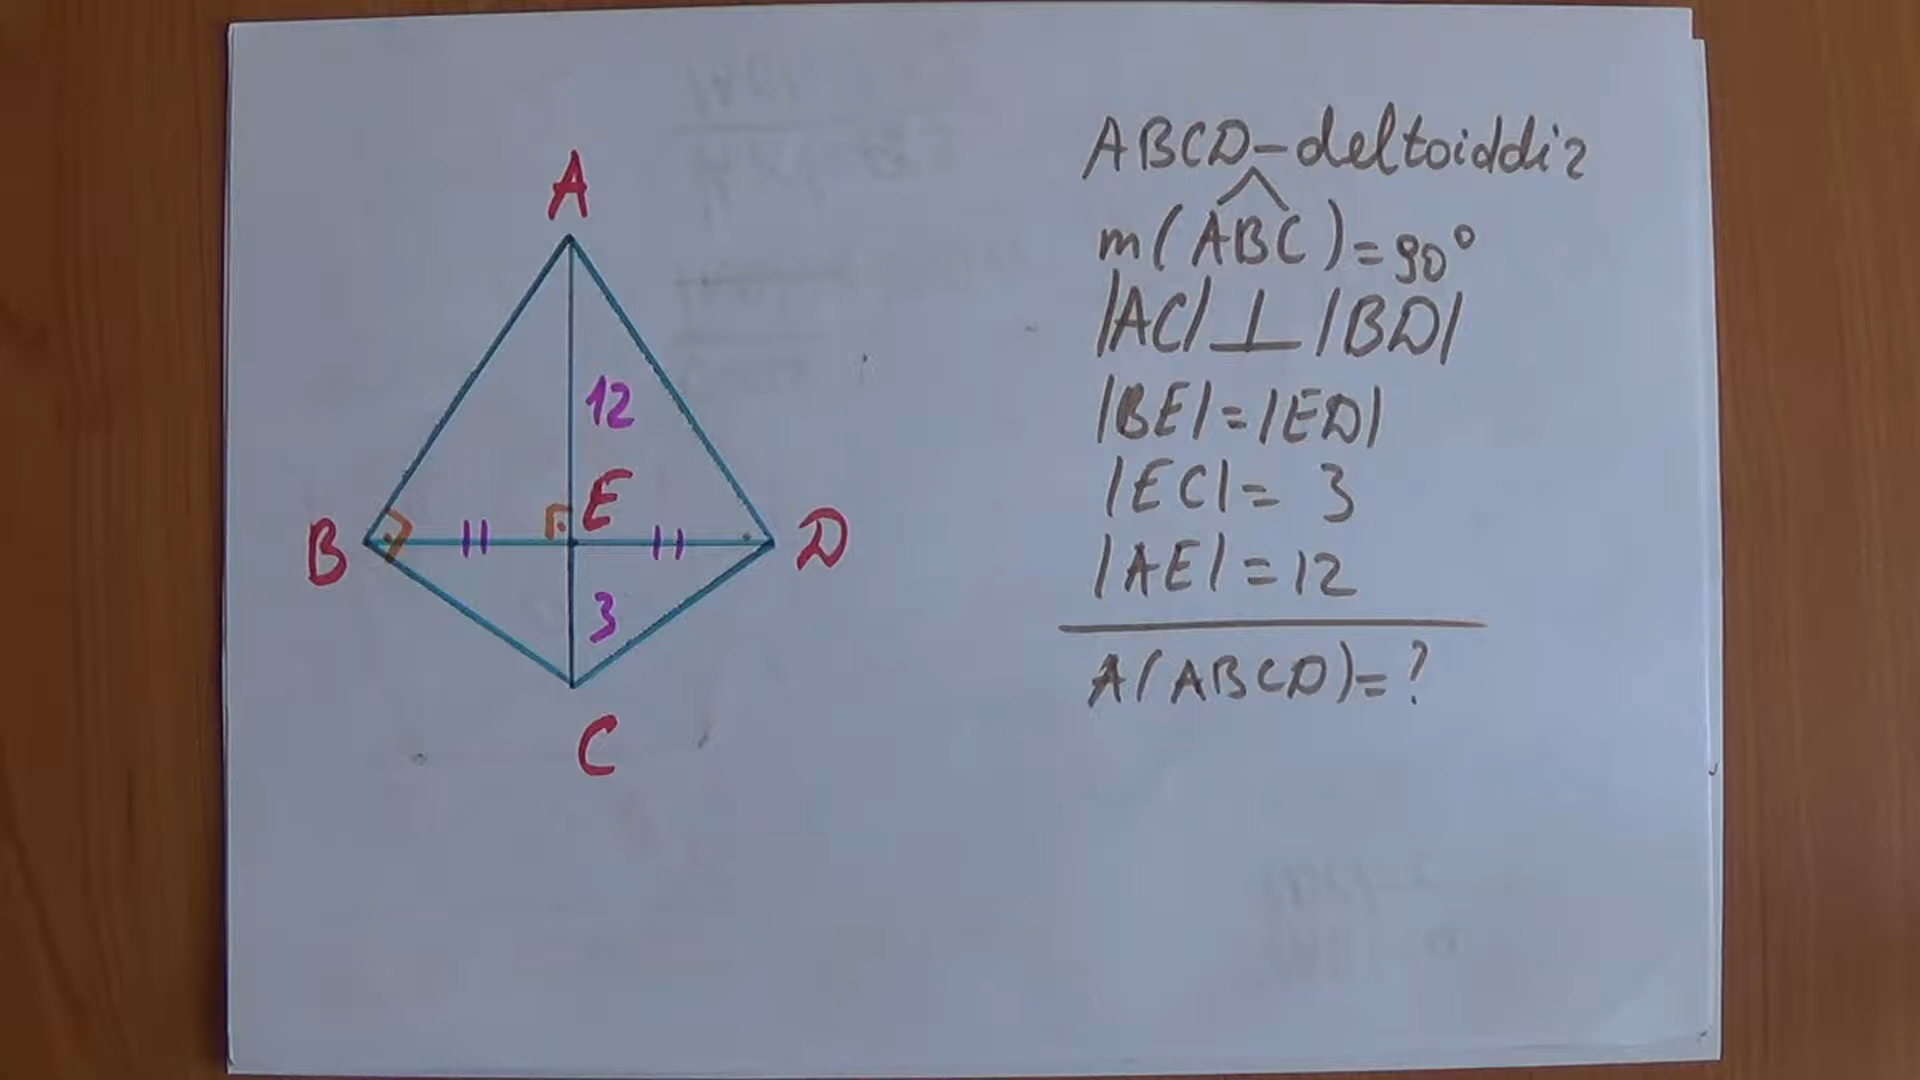 A
12
E
B
D
3
C
ABCD-deltoiddir
m(ABC)=90°
|AC|⊥|BD|
|BE|=|ED|
|EC|= 3
|AE|=12
A(ABCD)=?